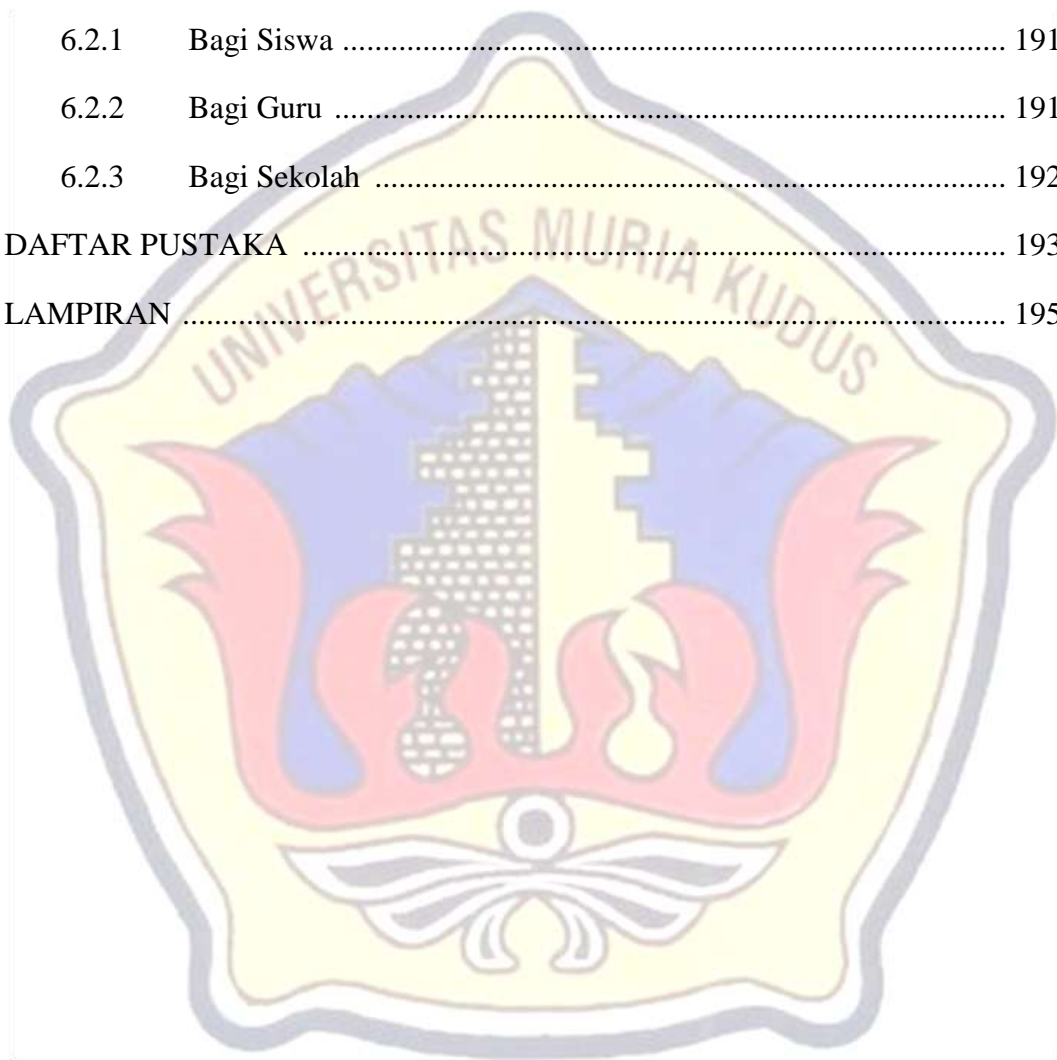 6.2.1 Bagi Siswa ................................................................................. 191
6.2.2 Bagi Guru .................................................................................. 191
6.2.3 Bagi Sekolah ............................................................................. 192
DAFTAR PUSTAKA ...................................................................................... 193
LAMPIRAN .................................................................................................... 195
UNIVERSITAS MURIA KUDUS